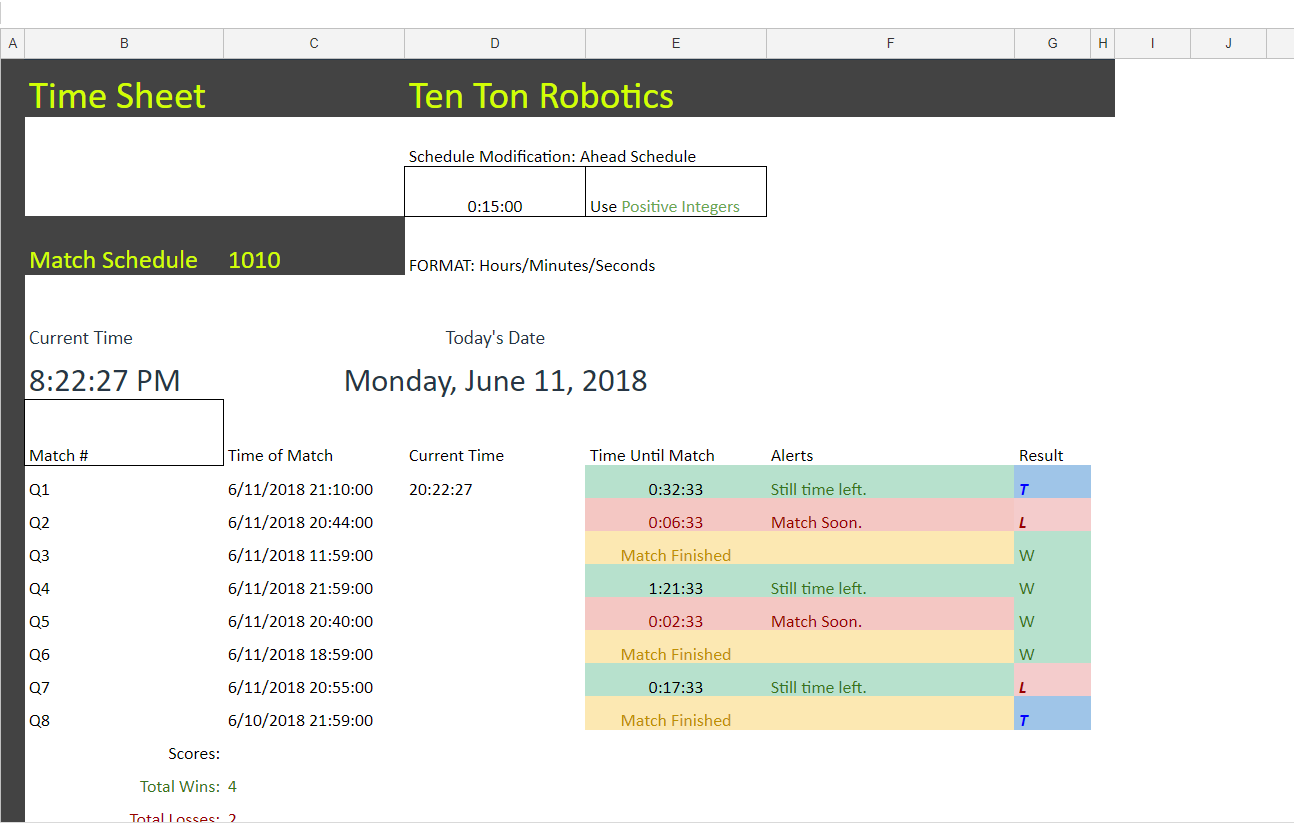 A B C D E F G H I J
Time Sheet Ten Ton Robotics
Schedule Modification: Ahead Schedule
0:15:00 Use Positive Integers
Match Schedule 1010
FORMAT: Hours/Minutes/Seconds
Current Time Today's Date
8:22:27 PM Monday, June 11, 2018
Match # Time of Match Current Time Time Until Match Alerts Result
Q1 6/11/2018 21:10:00 20:22:27 0:32:33 Still time left. T
Q2 6/11/2018 20:44:00 0:06:33 Match Soon. L
Q3 6/11/2018 11:59:00 Match Finished W
Q4 6/11/2018 21:59:00 1:21:33 Still time left. W
Q5 6/11/2018 20:40:00 0:02:33 Match Soon. W
Q6 6/11/2018 18:59:00 Match Finished W
Q7 6/11/2018 20:55:00 0:17:33 Still time left. L
Q8 6/10/2018 21:59:00 Match Finished T
Scores:
Total Wins: 4
Total Losses: 2